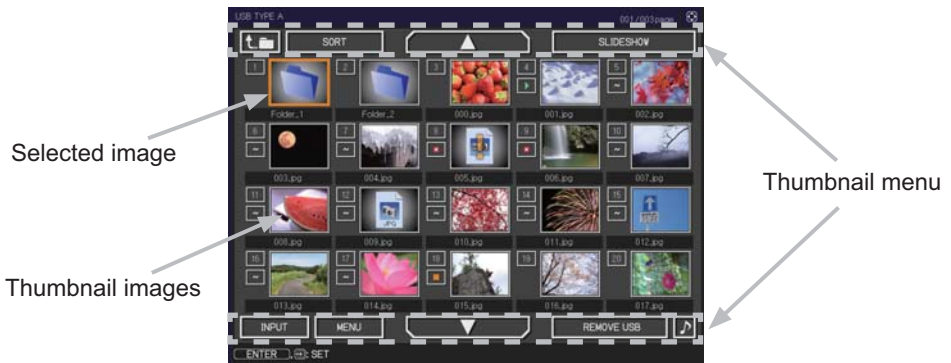 USB TYPE A
001/003page
SORT
SLIDESHOW
1
2
3
4
5
Folder_1
Folder_2
000.jpg
001.jpg
002.jpg
Selected image
6
7
8
9
10
003.jpg
004.jpg
005.jpg
006.jpg
007.jpg
Thumbnail menu
11
12
13
14
15
JPG
008.jpg
009.jpg
010.jpg
011.jpg
012.jpg
Thumbnail images
16
17
18
19
20
013.jpg
014.jpg
015.jpg
016.jpg
017.jpg
INPUT
MENU
REMOVE USB
ENTER , : SET